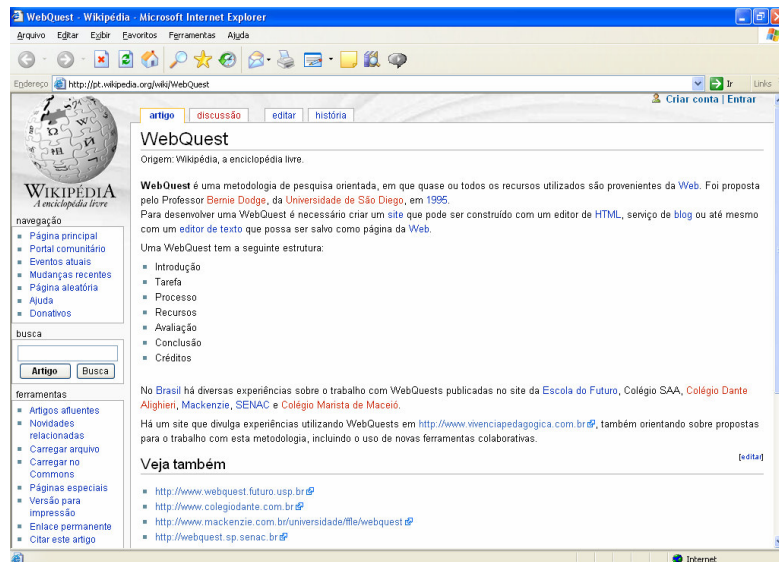 WebQuest - Wikipédia - Microsoft Internet Explorer
Arquivo Editar Exibir Favoritos Ferramentas Ajuda
Endereço http://pt.wikipedia.org/wiki/WebQuest Ir Links
Criar conta | Entrar
artigo discussão editar história
WIKIPÉDIA
A enciclopédia livre
navegação
Página principal
Portal comunitário
Eventos atuais
Mudanças recentes
Página aleatória
Ajuda
Donativos
busca
Artigo Busca
ferramentas
Artigos afluentes
Novidades
relacionadas
Carregar arquivo
Carregar no
Commons
Páginas especiais
Versão para
impressão
Enlace permanente
Citar este artigo
WebQuest
Origem: Wikipédia, a enciclopédia livre.
WebQuest é uma metodologia de pesquisa orientada, em que quase ou todos os recursos utilizados são provenientes da Web. Foi proposta
pelo Professor Bernie Dodge, da Universidade de São Diego, em 1995.
Para desenvolver uma WebQuest é necessário criar um site que pode ser construído com um editor de HTML, serviço de blog ou até mesmo
com um editor de texto que possa ser salvo como página da Web.
Uma WebQuest tem a seguinte estrutura:
Introdução
Tarefa
Processo
Recursos
Avaliação
Conclusão
Créditos
No Brasil há diversas experiências sobre o trabalho com WebQuests publicadas no site da Escola do Futuro, Colégio SAA, Colégio Dante
Alighieri, Mackenzie, SENAC e Colégio Marista de Maceió.
Há um site que divulga experiências utilizando WebQuests em http://www.vivenciapedagogica.com.br, também orientando sobre propostas
para o trabalho com esta metodologia, incluindo o uso de novas ferramentas colaborativas.
Veja também [editar]
http://www.webquest.futuro.usp.br
http://www.colegiodante.com.br
http://www.mackenzie.com.br/universidade/ffle/webquest
http://webquest.sp.senac.br
Internet